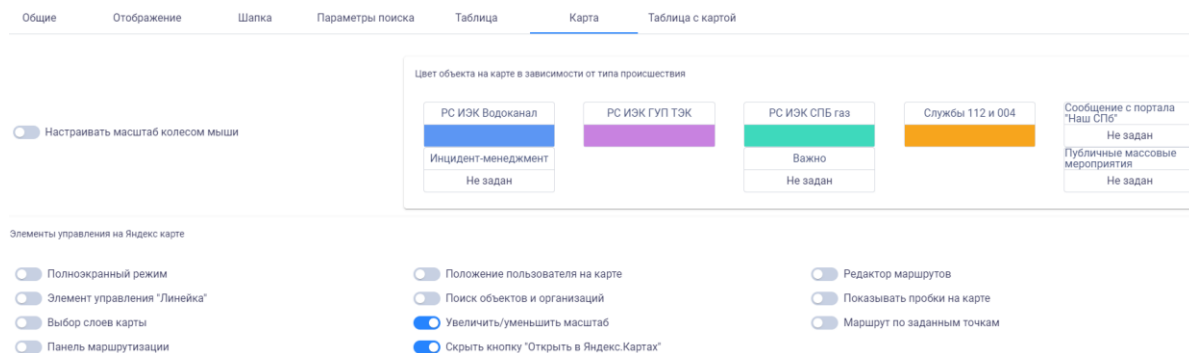 Общие Отображение Шапка Параметры поиска Таблица Карта Таблица с картой
Цвет объекта на карте в зависимости от типа происшествия
Настраивать масштаб колесом мыши
РС ИЭК Водоканал
Инцидент-менеджмент
Не задан
РС ИЭК ГУП ТЭК
РС ИЭК СПБ газ
Важно
Не задан
Службы 112 и 004
Сообщение с портала
"Наш СПб"
Не задан
Публичные массовые
мероприятия
Не задан
Элементы управления на Яндекс карте
Полноэкранный режим
Элемент управления "Линейка"
Выбор слоев карты
Панель маршрутизации
Положение пользователя на карте
Поиск объектов и организаций
Увеличить/уменьшить масштаб
Скрыть кнопку "Открыть в Яндекс.Картах"
Редактор маршрутов
Показывать пробки на карте
Маршрут по заданным точкам